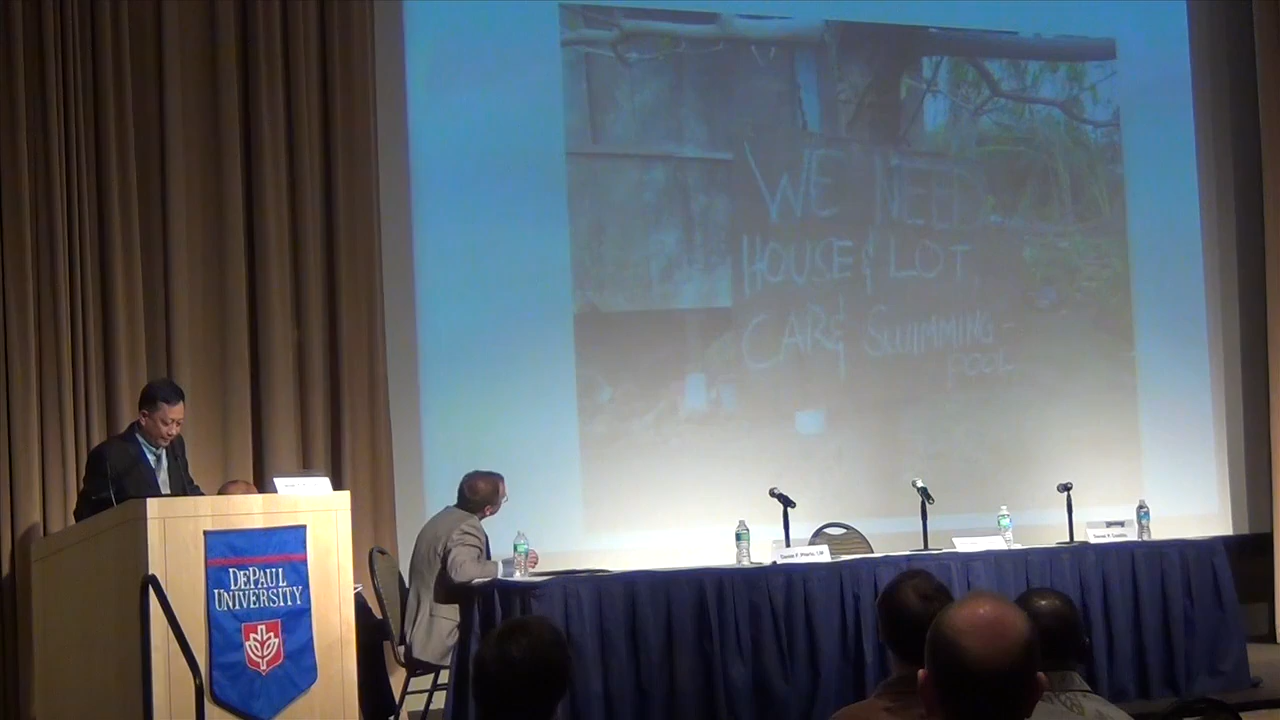 WE NEED
HOUSE & LOT,
CAR & SWIMMING-
POOL
DEPAUL
UNIVERSITY